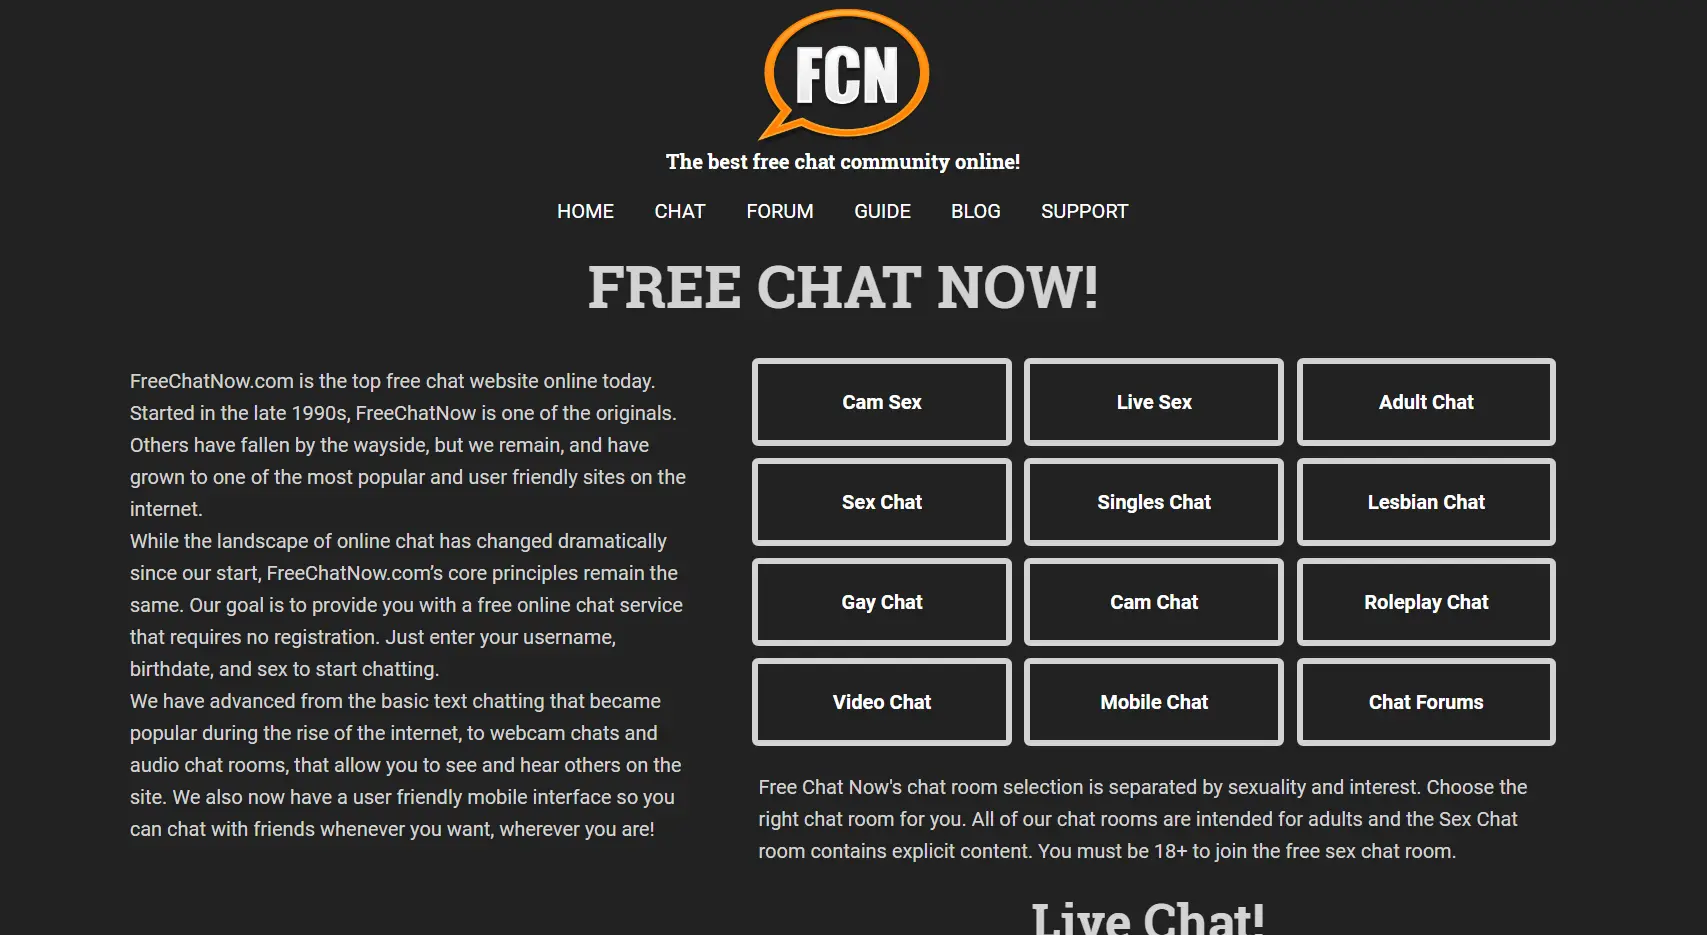 FCN
The best free chat community online!
HOME CHAT FORUM GUIDE BLOG SUPPORT
FREE CHAT NOW!
FreeChatNow.com is the top free chat website online today.
Started in the late 1990s, FreeChatNow is one of the originals.
Others have fallen by the wayside, but we remain, and have
grown to one of the most popular and user friendly sites on the
internet.
While the landscape of online chat has changed dramatically
since our start, FreeChatNow.com’s core principles remain the
same. Our goal is to provide you with a free online chat service
that requires no registration. Just enter your username,
birthdate, and sex to start chatting.
We have advanced from the basic text chatting that became
popular during the rise of the internet, to webcam chats and
audio chat rooms, that allow you to see and hear others on the
site. We also now have a user friendly mobile interface so you
can chat with friends whenever you want, wherever you are!
Cam Sex Live Sex Adult Chat
Sex Chat Singles Chat Lesbian Chat
Gay Chat Cam Chat Roleplay Chat
Video Chat Mobile Chat Chat Forums
Free Chat Now's chat room selection is separated by sexuality and interest. Choose the
right chat room for you. All of our chat rooms are intended for adults and the Sex Chat
room contains explicit content. You must be 18+ to join the free sex chat room.
Live Chat!